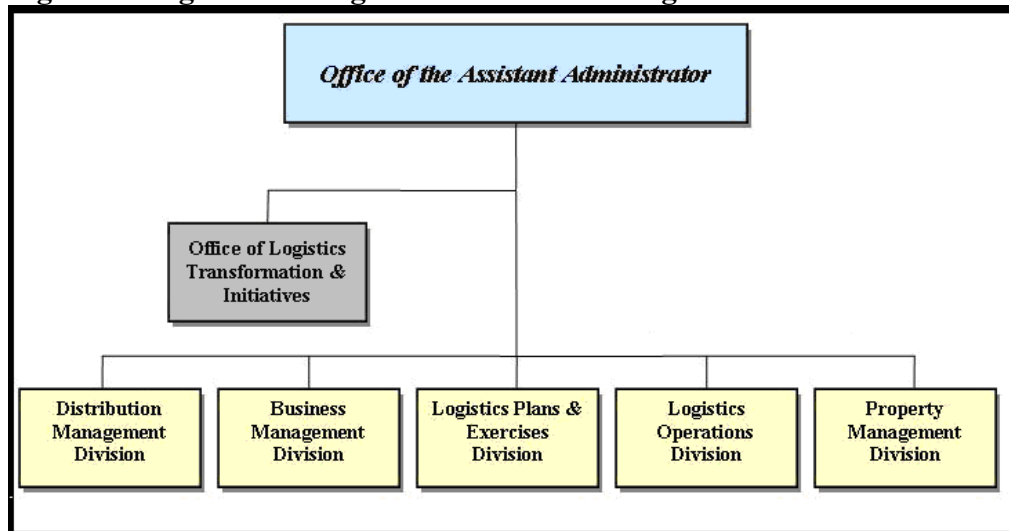 Office of the Assistant Administrator
Office of Logistics
Transformation &
Initiatives
Distribution
Management
Division
Business
Management
Division
Logistics Plans &
Exercises
Division
Logistics
Operations
Division
Property
Management
Division